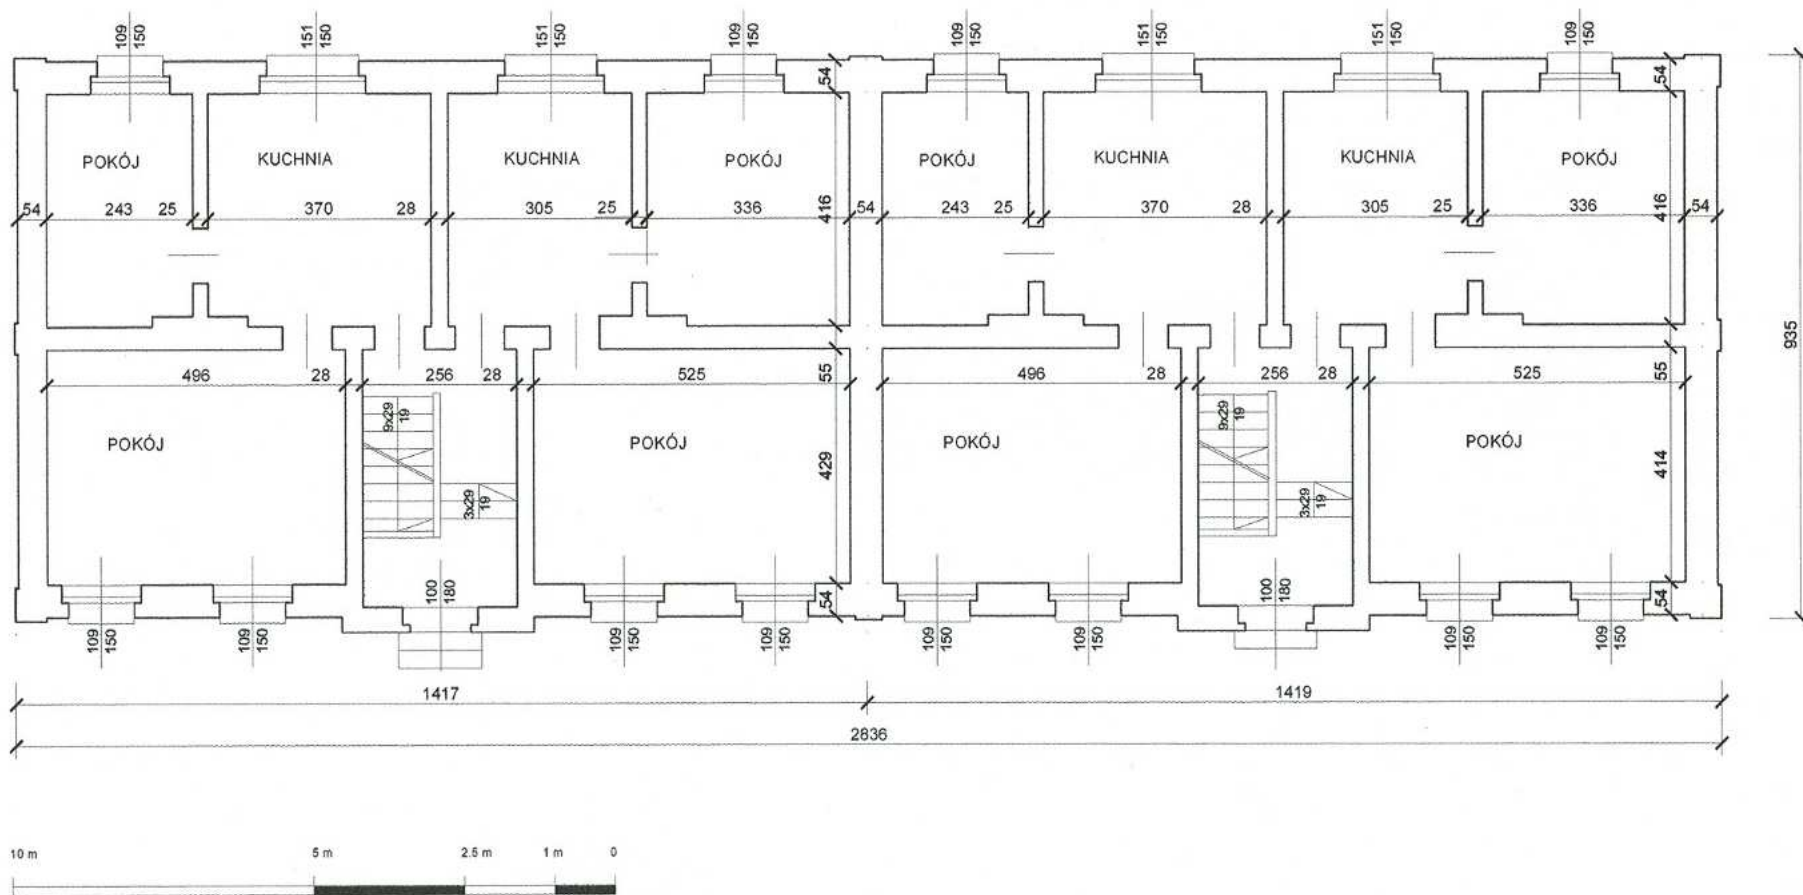 109 151 151 109 109 151 151 109
150 150 150 150 150 150 150 150
54 54
POKÓJ KUCHNIA KUCHNIA POKÓJ POKÓJ KUCHNIA KUCHNIA POKÓJ
54 243 25 370 28 305 25 336 416 54 243 25 370 28 305 25 336 416 54
935
496 28 256 28 525 55 496 28 256 28 525 55
9x29 9x29
19 19
POKÓJ POKÓJ POKÓJ POKÓJ
429 414
3x29 3x29
19 19
100 100
180 180
54 54
109 109 109 109 109 109 109 109
150 150 150 150 150 150 150 150
1417 1419
2836
10 m 5 m 2.5 m 1 m 0